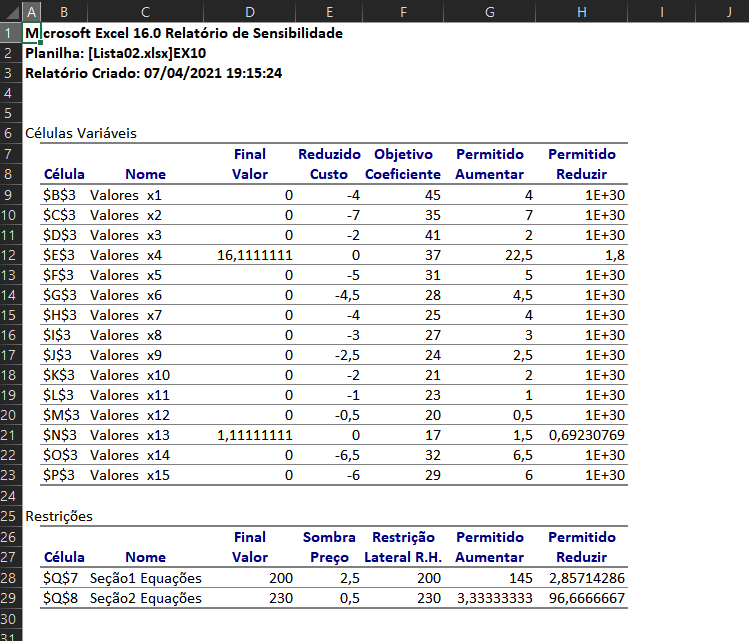 A B C D E F G H I J
1 Microsoft Excel 16.0 Relatório de Sensibilidade
2 Planilha: [Lista02.xlsx]EX10
3 Relatório Criado: 07/04/2021 19:15:24
4
5
6 Células Variáveis
7 Final Reduzido Objetivo Permitido Permitido
8 Célula Nome Valor Custo Coeficiente Aumentar Reduzir
9 $B$3 Valores x1 0 -4 45 4 1E+30
10 $C$3 Valores x2 0 -7 35 7 1E+30
11 $D$3 Valores x3 0 -2 41 2 1E+30
12 $E$3 Valores x4 16,1111111 0 37 22,5 1,8
13 $F$3 Valores x5 0 -5 31 5 1E+30
14 $G$3 Valores x6 0 -4,5 28 4,5 1E+30
15 $H$3 Valores x7 0 -4 25 4 1E+30
16 $I$3 Valores x8 0 -3 27 3 1E+30
17 $J$3 Valores x9 0 -2,5 24 2,5 1E+30
18 $K$3 Valores x10 0 -2 21 2 1E+30
19 $L$3 Valores x11 0 -1 23 1 1E+30
20 $M$3 Valores x12 0 -0,5 20 0,5 1E+30
21 $N$3 Valores x13 1,11111111 0 17 1,5 0,69230769
22 $O$3 Valores x14 0 -6,5 32 6,5 1E+30
23 $P$3 Valores x15 0 -6 29 6 1E+30
24
25 Restrições
26 Final Sombra Restrição Permitido Permitido
27 Célula Nome Valor Preço Lateral R.H. Aumentar Reduzir
28 $Q$7 Seção1 Equações 200 2,5 200 145 2,85714286
29 $Q$8 Seção2 Equações 230 0,5 230 3,33333333 96,6666667
30
31